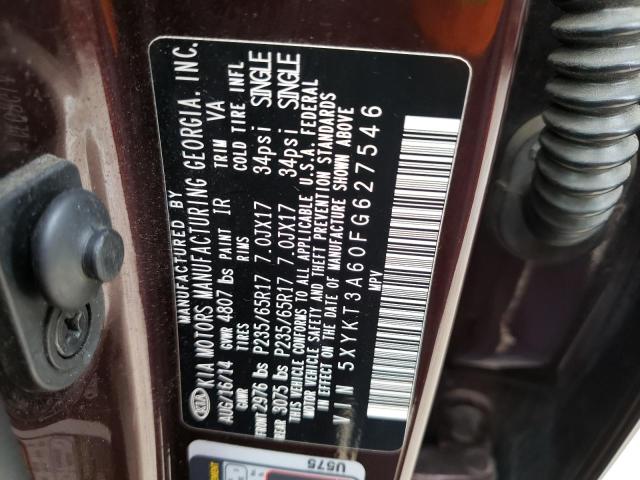 MANUFACTURED BY
KIA KIA MOTORS MANUFACTURING GEORGIA, INC.
AUG/16/14 GVWR 4807 lbs PAINT IR TRIM VA
GAWR TIRES RIMS COLD TIRE INFL
FRONT 2976 lbs P235/65R17 7.0JX17 34psi SINGLE
REAR 3075 lbs P235/65R17 7.0JX17 34psi SINGLE
THIS VEHICLE CONFORMS TO ALL APPLICABLE U.S.A. FEDERAL
MOTOR VEHICLE SAFETY AND THEFT PREVENTION STANDARDS
IN EFFECT ON THE DATE OF MANUFACTURE SHOWN ABOVE
VIN 5XYKT3A60FG627546
MPV
U575